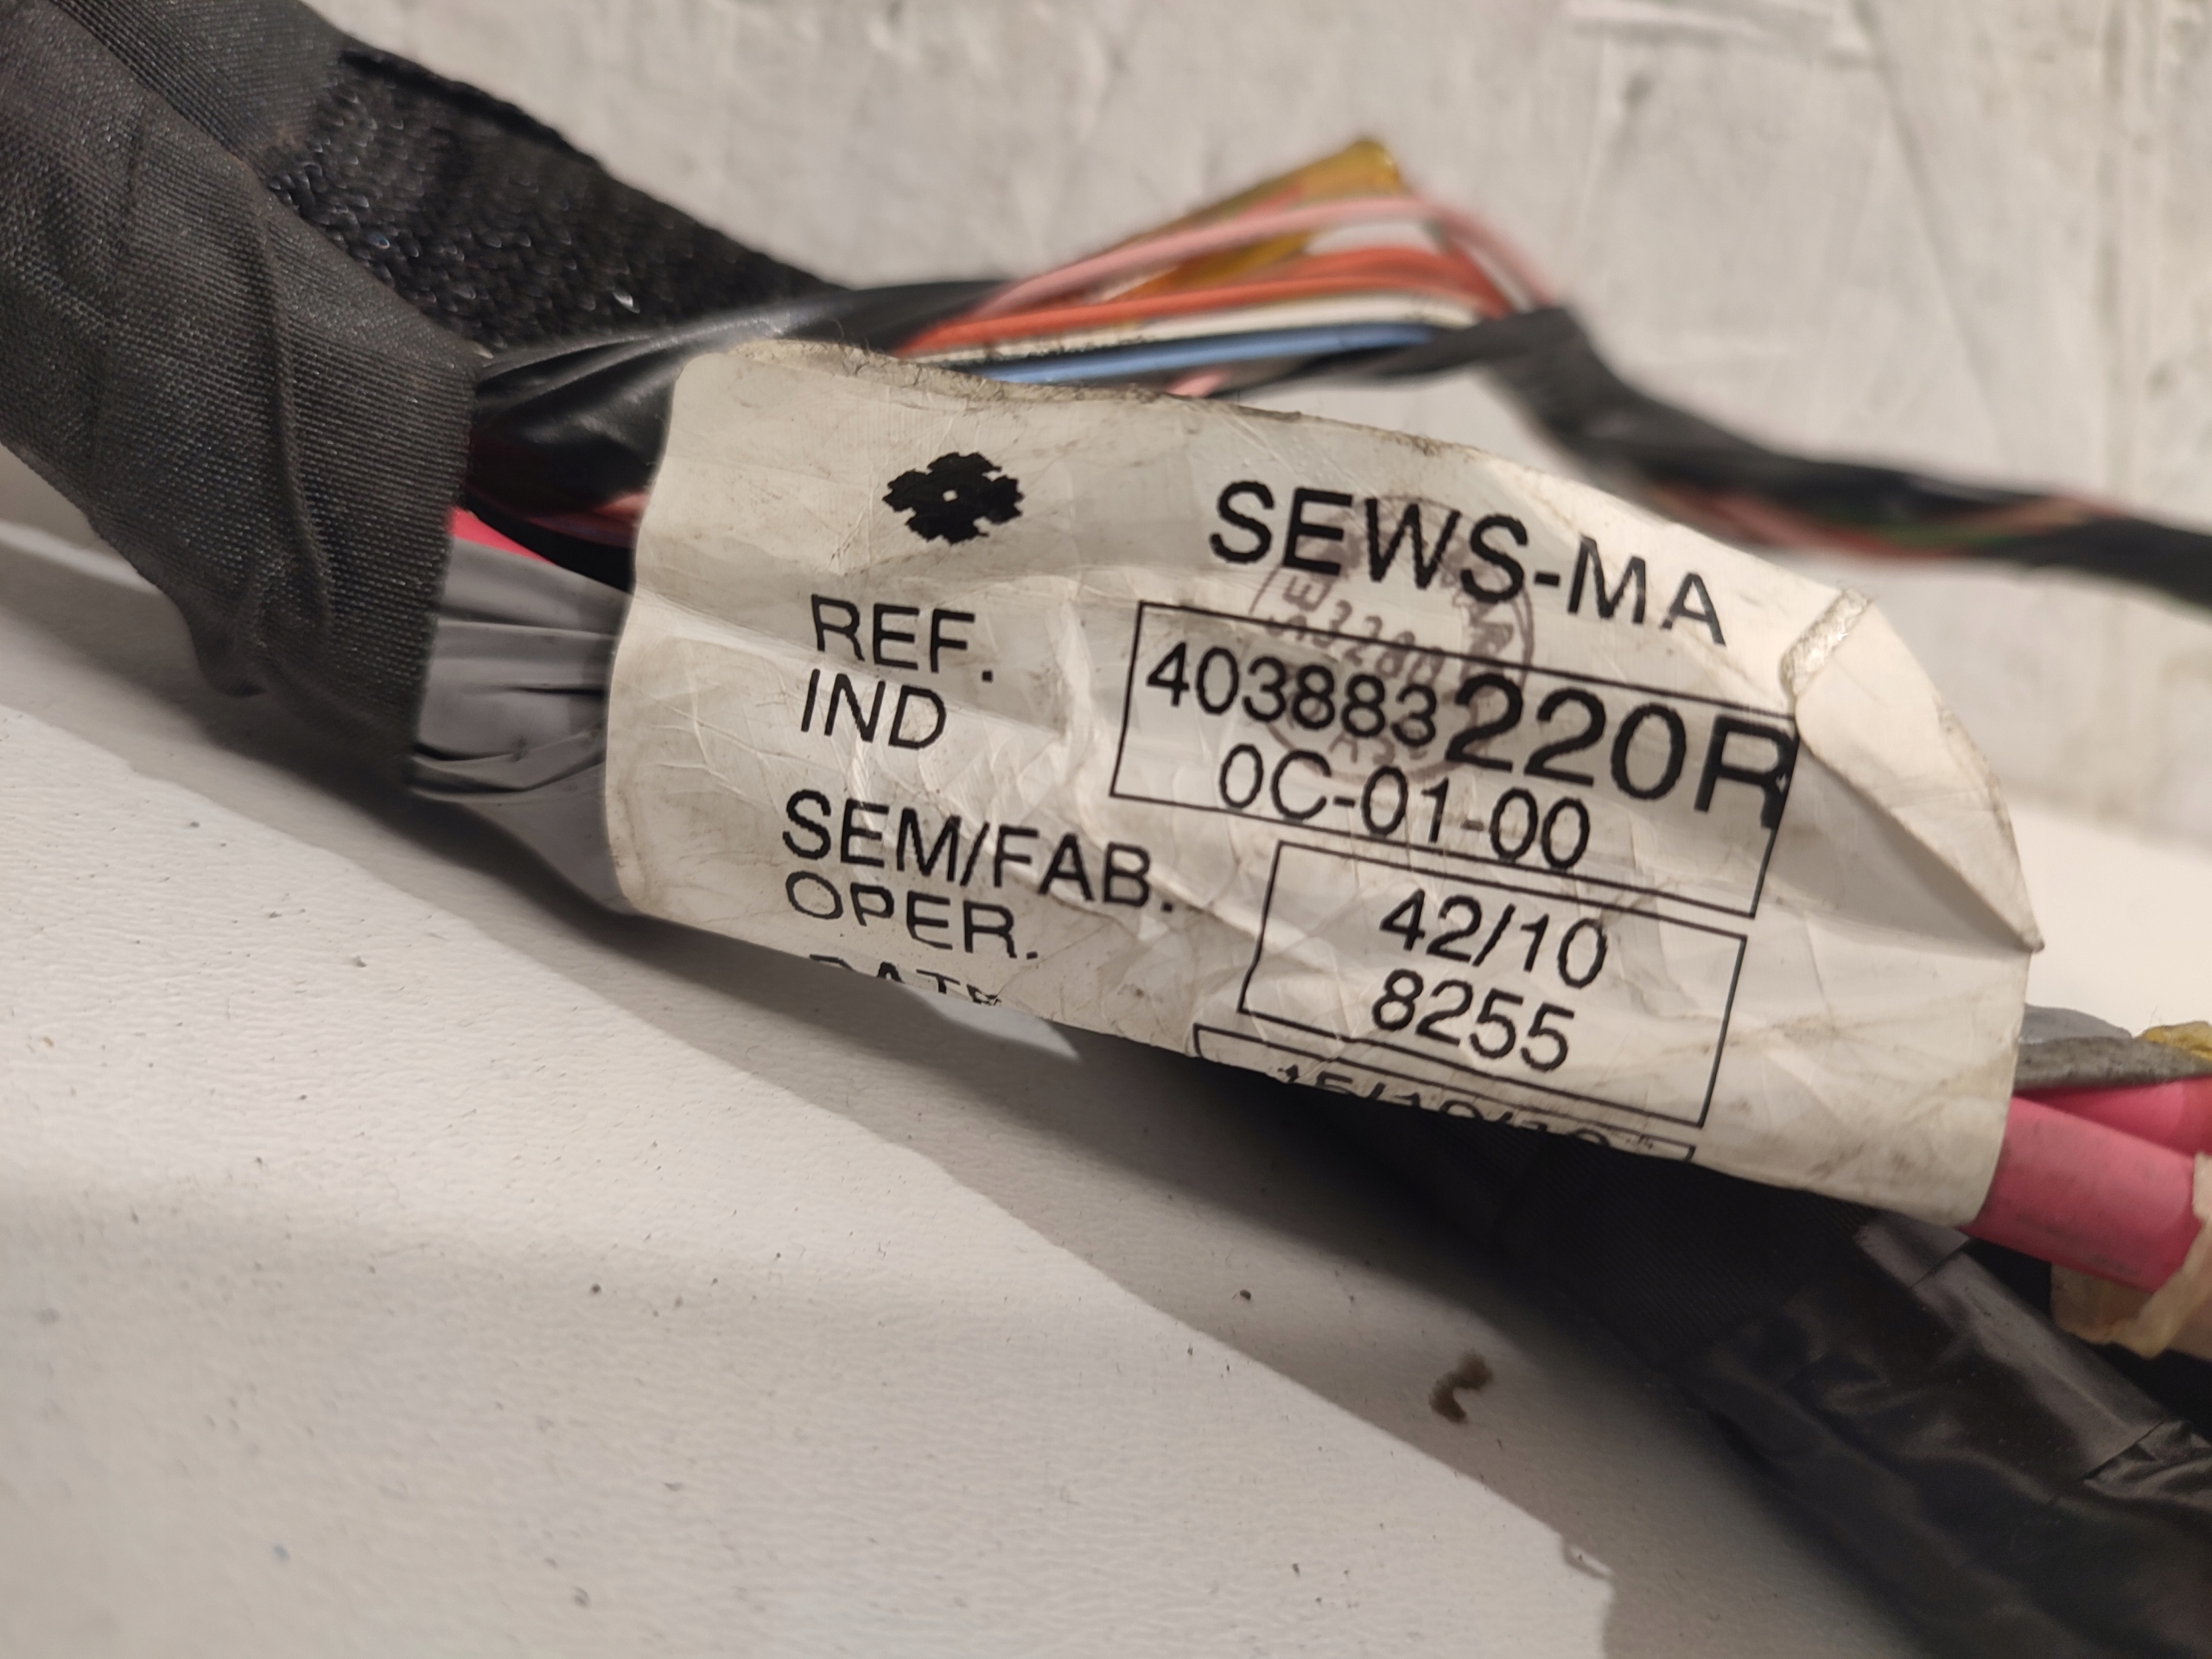 SEWS-MA
REF. 403883220R
IND 0C-01-00
SEM/FAB. 42/10
OPER. 8255